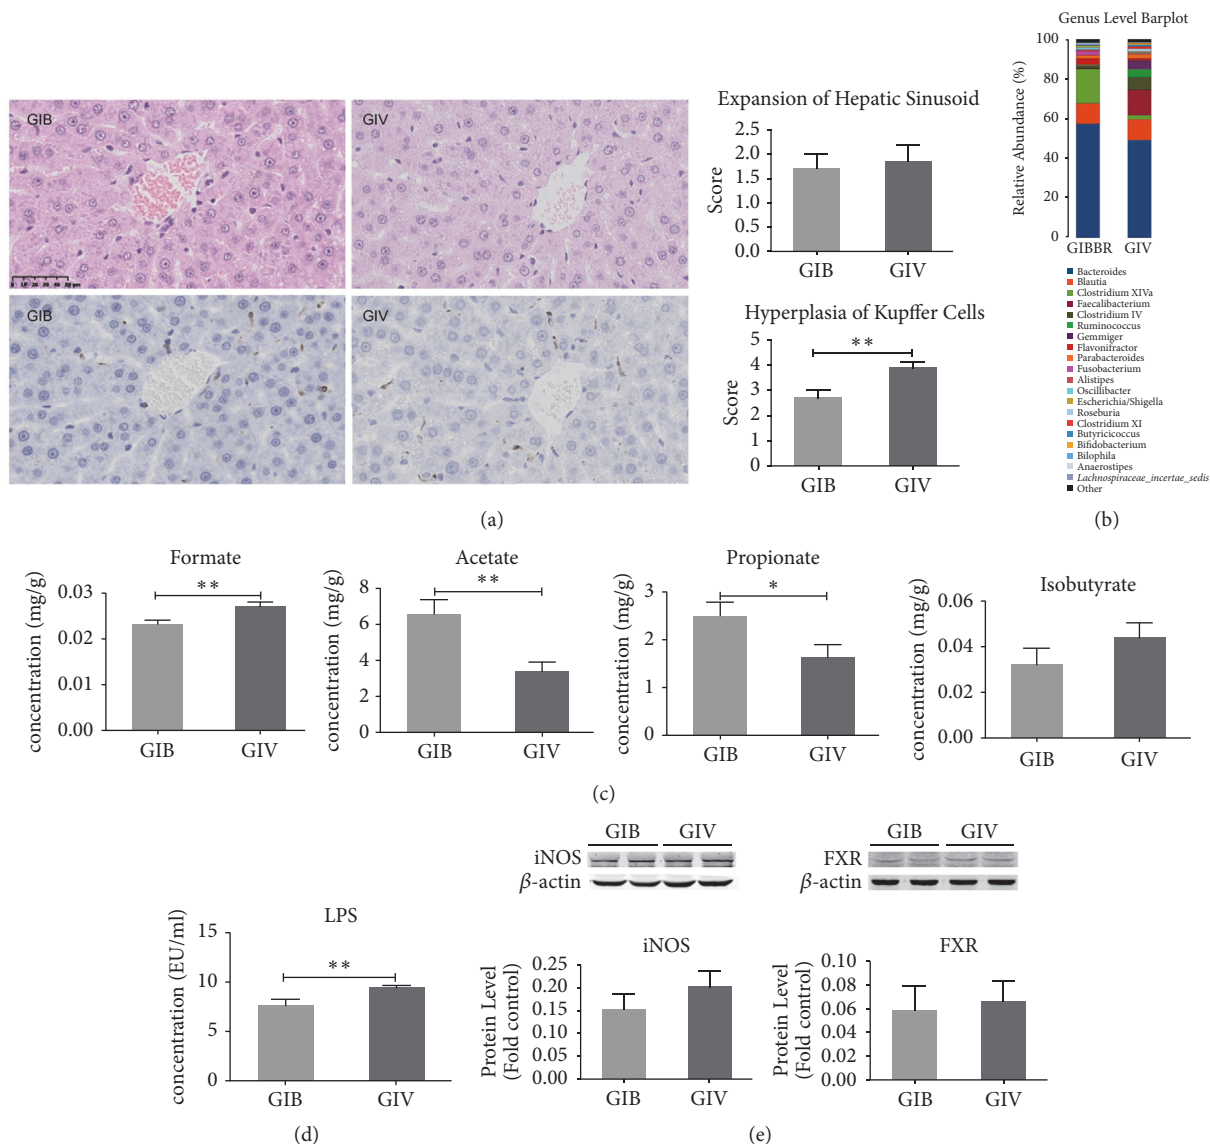 GIB
GIV
0 10 20 30 40 50 μm
GIB
GIV
Expansion of Hepatic Sinusoid
Score
2.5
2.0
1.5
1.0
0.5
0.0
GIB GIV
Hyperplasia of Kupffer Cells
**
Score
5
4
3
2
1
0
GIB GIV
(a)
Genus Level Barplot
Relative Abundance (%)
100
80
60
40
20
0
GIBBR GIV
Bacteroides
Blautia
Clostridium XIVa
Faecalibacterium
Clostridium IV
Ruminococcus
Gemmiger
Flavonifractor
Parabacteroides
Fusobacterium
Alistipes
Oscillibacter
Escherichia/Shigella
Roseburia
Clostridium XI
Butyricicoccus
Bifidobacterium
Bilophila
Anaerostipes
Lachnospiraceae_incertae_sedis
Other
(b)
Formate
**
concentration (mg/g)
0.03
0.02
0.01
0.00
GIB GIV
Acetate
**
concentration (mg/g)
8
6
4
2
0
GIB GIV
Propionate
*
concentration (mg/g)
3
2
1
0
GIB GIV
Isobutyrate
concentration (mg/g)
0.06
0.04
0.02
0.00
GIB GIV
(c)
LPS
**
concentration (EU/ml)
15
10
5
0
GIB GIV
(d)
GIB GIV
iNOS
β-actin
iNOS
Protein Level
(Fold control)
0.25
0.20
0.15
0.10
0.05
0.00
GIB GIV
GIB GIV
FXR
β-actin
FXR
Protein Level
(Fold control)
0.10
0.08
0.06
0.04
0.02
0.00
GIB GIV
(e)